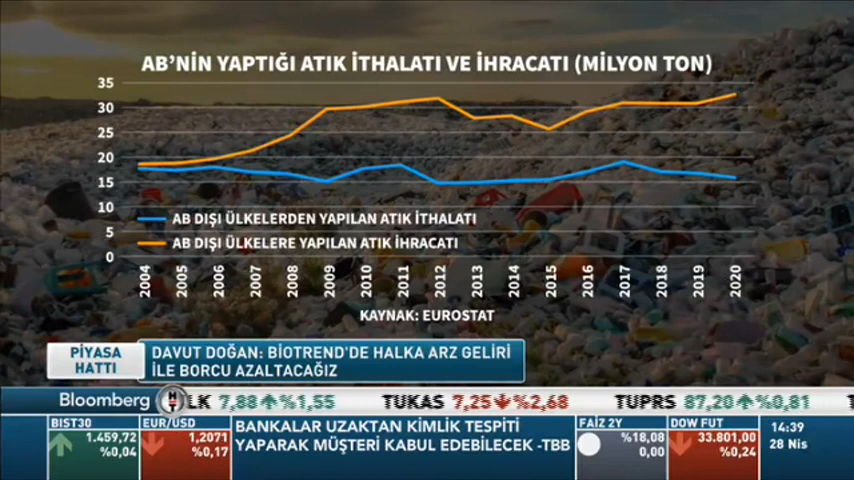 AB'NİN YAPTIĞI ATIK İTHALATI VE İHRACATI (MİLYON TON)
35
30
25
20
15
10
5
0
AB DIŞI ÜLKELERDEN YAPILAN ATIK İTHALATI
AB DIŞI ÜLKELERE YAPILAN ATIK İHRACATI
2004 2005 2006 2007 2008 2009 2010 2011 2012 2013 2014 2015 2016 2017 2018 2019 2020
KAYNAK: EUROSTAT
PİYASA
HATTI
DAVUT DOĞAN: BIOTREND'DE HALKA ARZ GELİRİ
İLE BORCU AZALTACAĞIZ
Bloomberg HT LK 7,88 %1,55 TUKAS 7,25 %2,68 TUPRS 87,20 %0,81
BIST30
1.459,72
%0,04
EUR/USD
1,2071
%0,17
BANKALAR UZAKTAN KİMLİK TESPİTİ
YAPARAK MÜŞTERİ KABUL EDEBİLECEK -TBB
FAİZ 2Y
%18,08
0,00
DOW FUT
33.801,00
%0,24
14:39
28 Nis